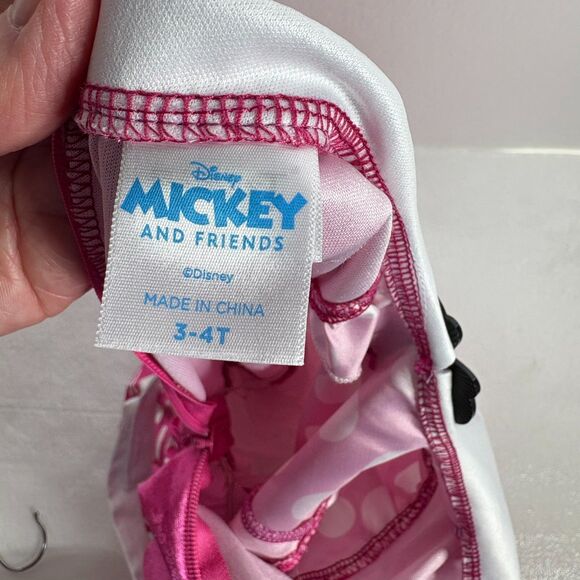 Disney
MICKEY
AND FRIENDS
©Disney
MADE IN CHINA
3-4T